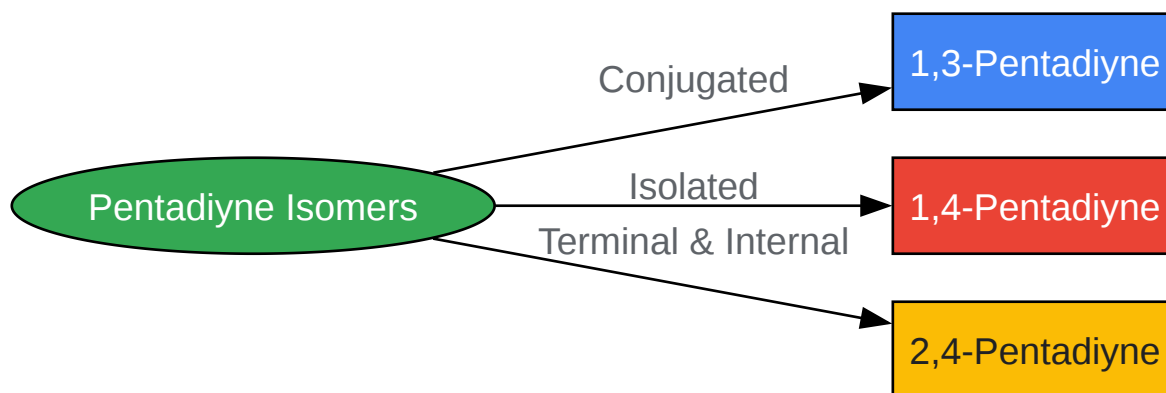 Pentadiyne Isomers
Conjugated
1,3-Pentadiyne
Isolated
1,4-Pentadiyne
Terminal & Internal
2,4-Pentadiyne